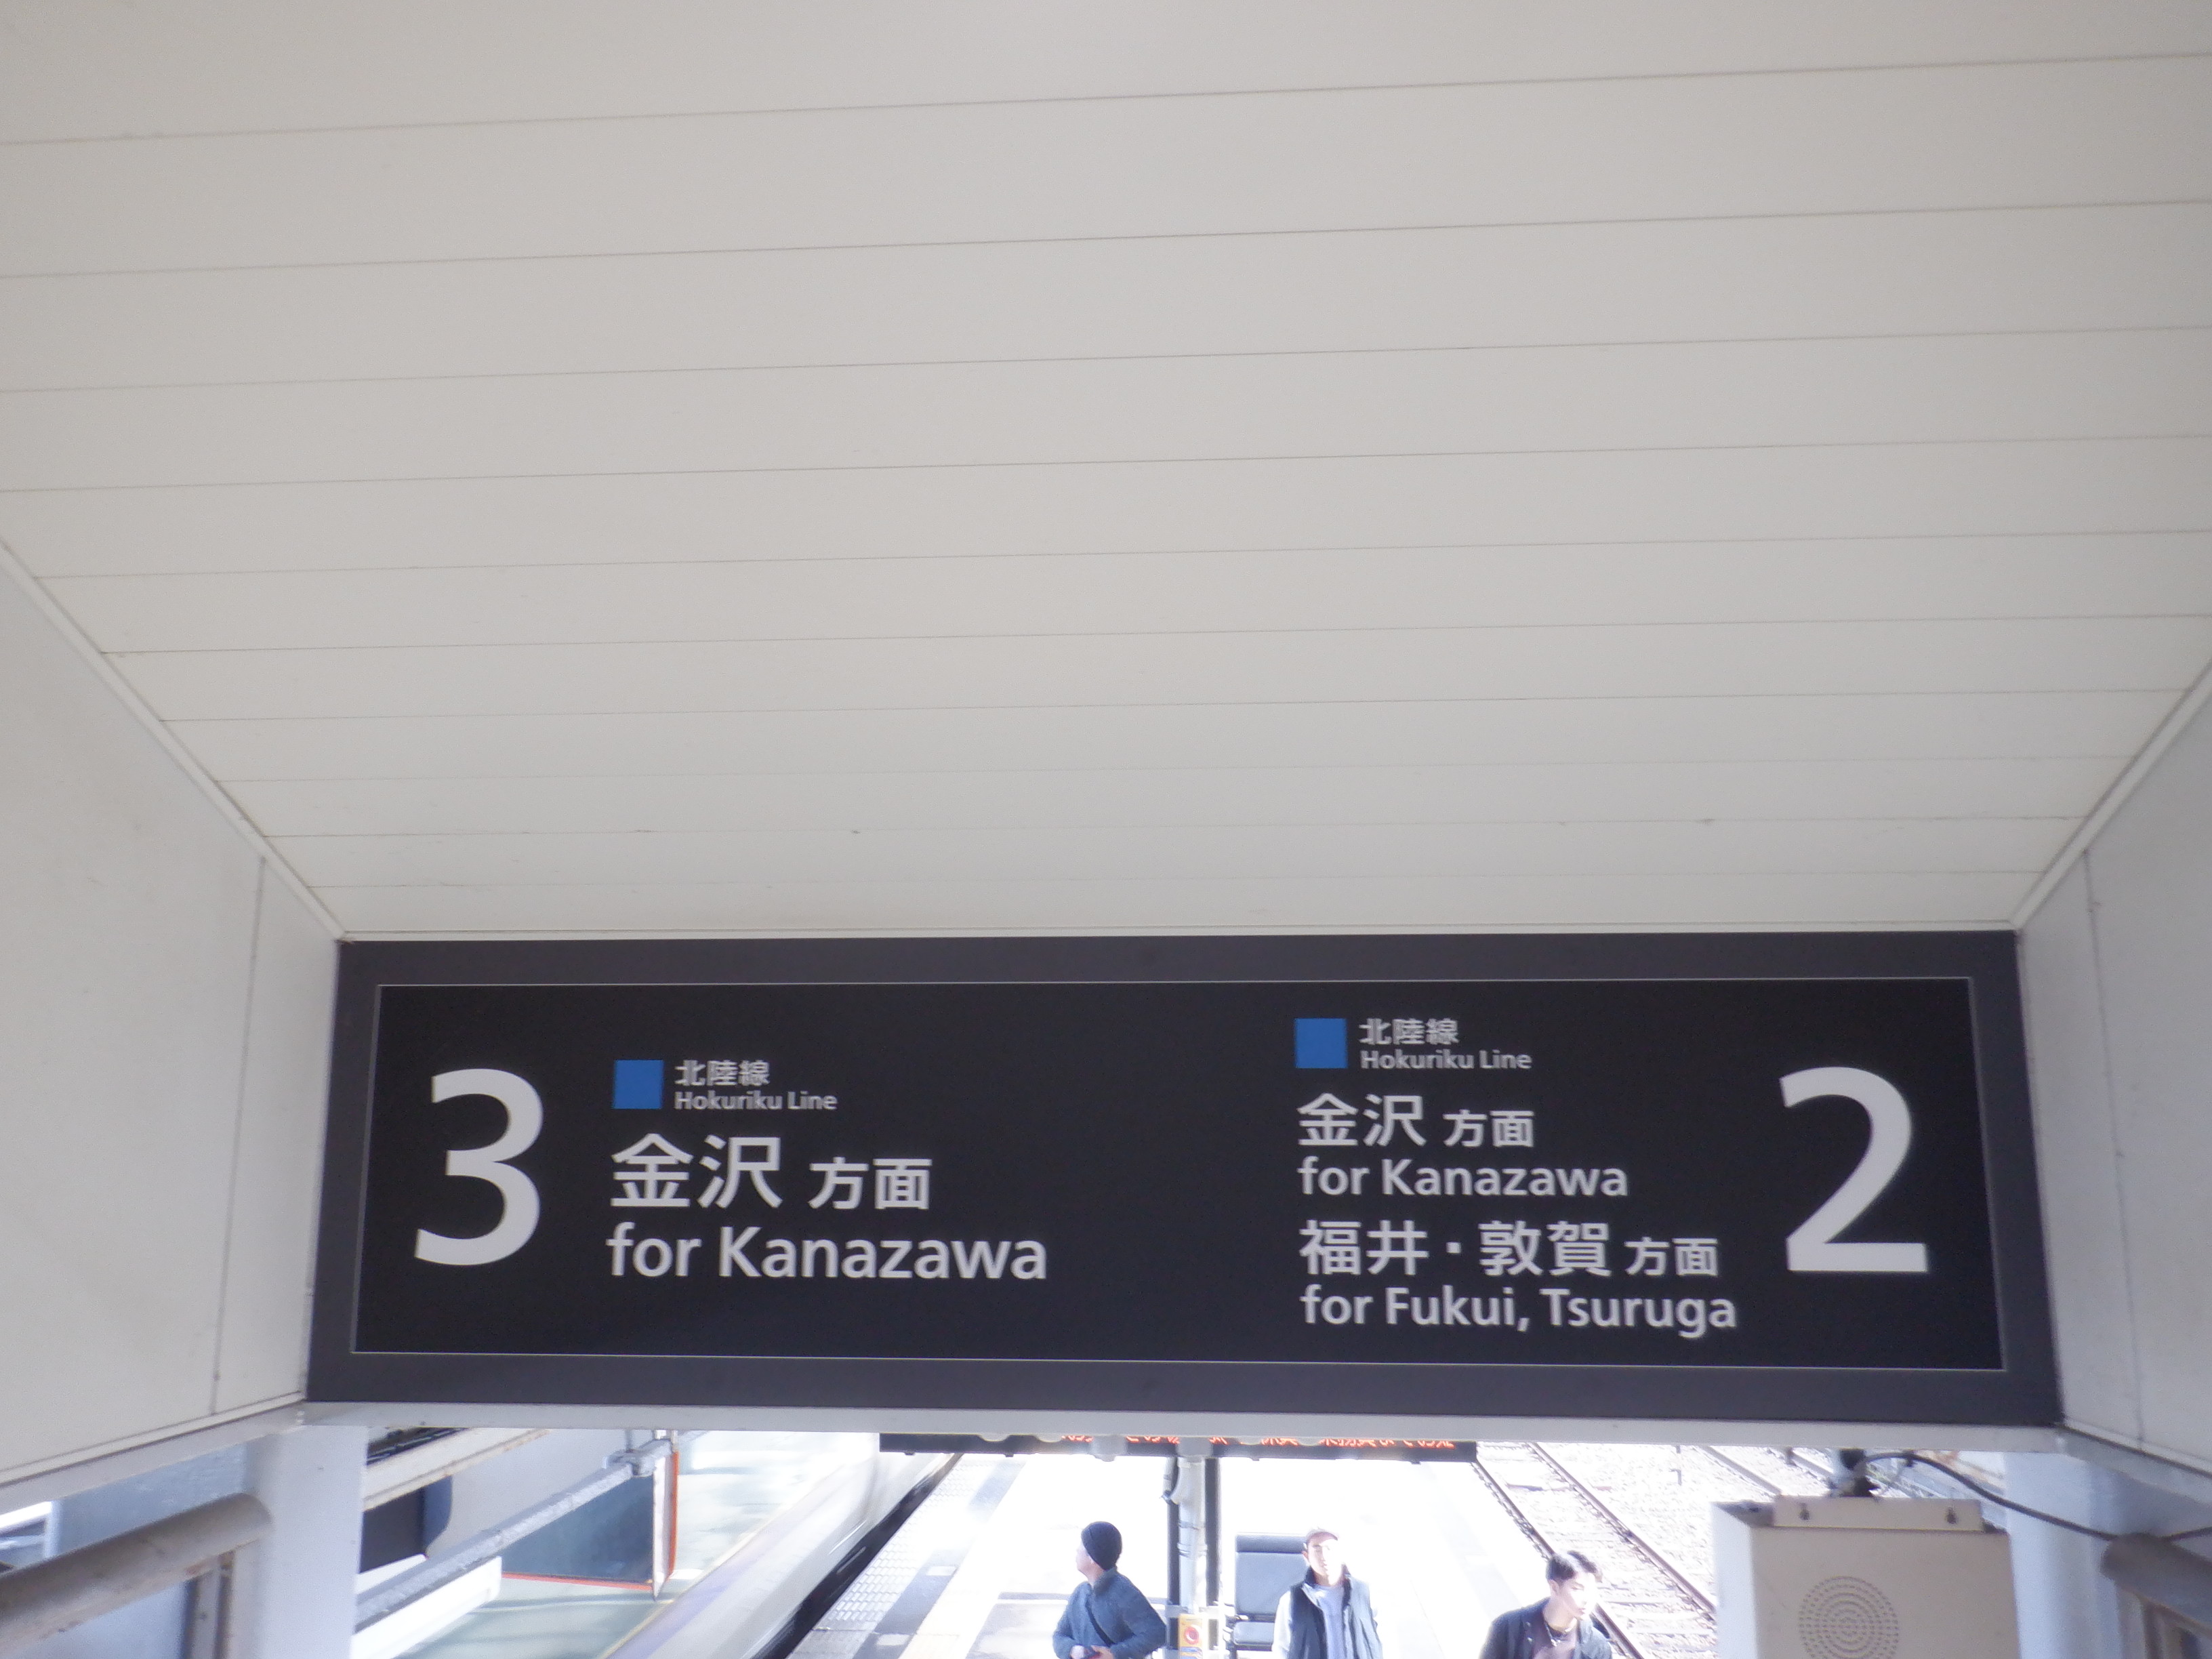 3
北陸線
Hokuriku Line
金沢 方面
for Kanazawa
北陸線
Hokuriku Line
金沢 方面
for Kanazawa
福井・敦賀 方面
for Fukui, Tsuruga
2